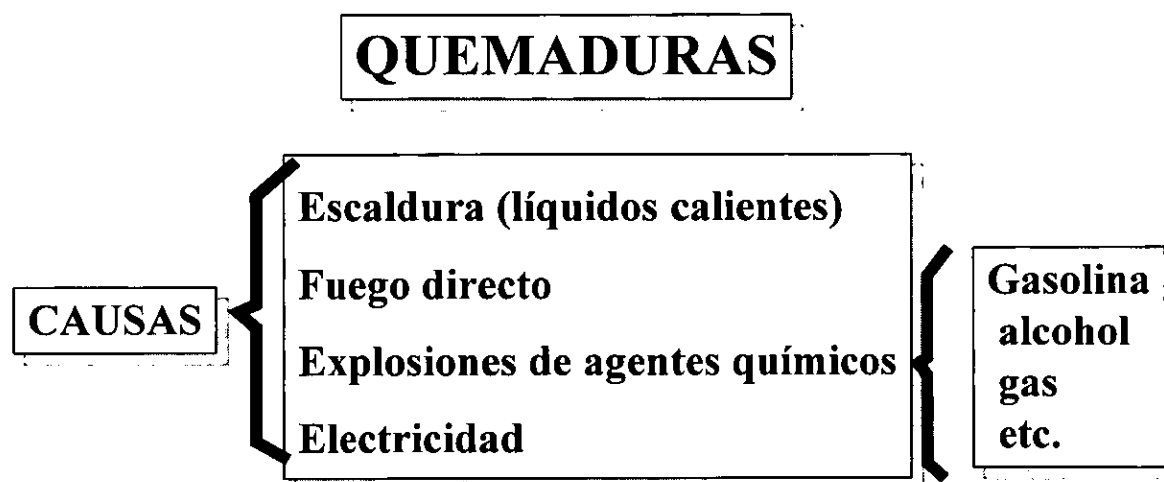 QUEMADURAS
CAUSAS
Escaldura (líquidos calientes)
Fuego directo
Explosiones de agentes químicos
Electricidad
Gasolina
alcohol
gas
etc.